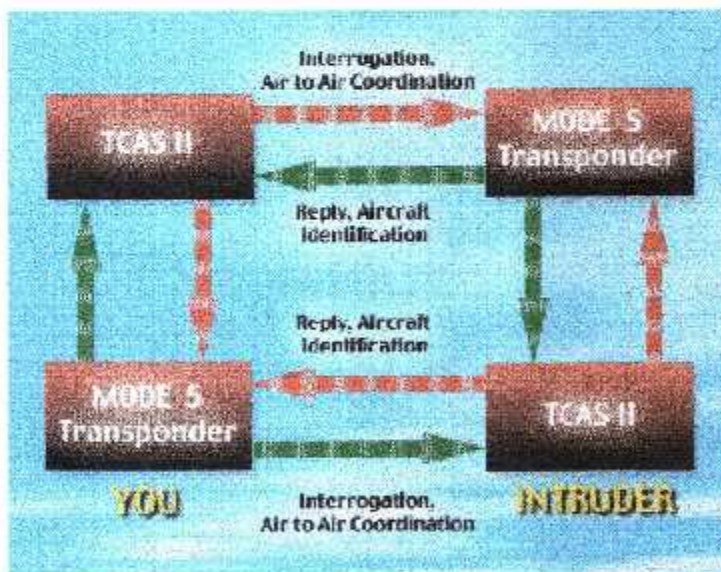 Interrogation,
Air to Air Coordination
TCAS II
MODE S
Transponder
Reply, Aircraft
Identification
Reply, Aircraft
Identification
MODE S
Transponder
TCAS II
YOU
INTRUDER
Interrogation,
Air to Air Coordination